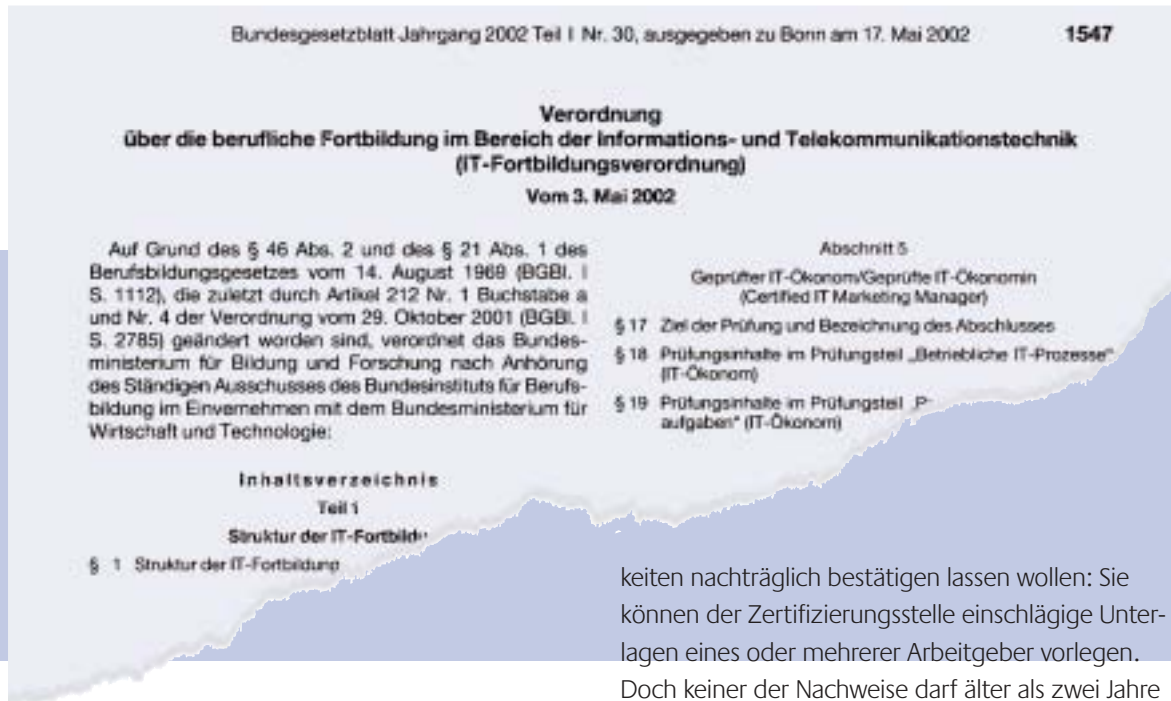 Bundesgesetzblatt Jahrgang 2002 Teil I Nr. 30, ausgegeben zu Bonn am 17. Mai 2002 1547
Verordnung
über die berufliche Fortbildung im Bereich der Informations- und Telekommunikationstechnik
(IT-Fortbildungsverordnung)
Vom 3. Mai 2002
Auf Grund des § 46 Abs. 2 und des § 21 Abs. 1 des
Berufsbildungsgesetzes vom 14. August 1969 (BGBl. I
S. 1112), die zuletzt durch Artikel 212 Nr. 1 Buchstabe a
und Nr. 4 der Verordnung vom 29. Oktober 2001 (BGBl. I
S. 2785) geändert worden sind, verordnet das Bundes-
ministerium für Bildung und Forschung nach Anhörung
des Ständigen Ausschusses des Bundesinstituts für Berufs-
bildung im Einvernehmen mit dem Bundesministerium für
Wirtschaft und Technologie:
Inhaltsverzeichnis
Teil 1
Struktur der IT-Fortbild
§ 1 Struktur der IT-Fortbildung
Abschnitt 5
Geprüfter IT-Ökonom/Geprüfte IT-Ökonomin
(Certified IT Marketing Manager)
§ 17 Ziel der Prüfung und Bezeichnung des Abschlusses
§ 18 Prüfungsinhalte im Prüfungsteil „Betriebliche IT-Prozesse“
(IT-Ökonom)
§ 19 Prüfungsinhalte im Prüfungsteil „P
aufgaben“ (IT-Ökonom)
keiten nachträglich bestätigen lassen wollen: Sie
können der Zertifizierungsstelle einschlägige Unter-
lagen eines oder mehrerer Arbeitgeber vorlegen.
Doch keiner der Nachweise darf älter als zwei Jahre